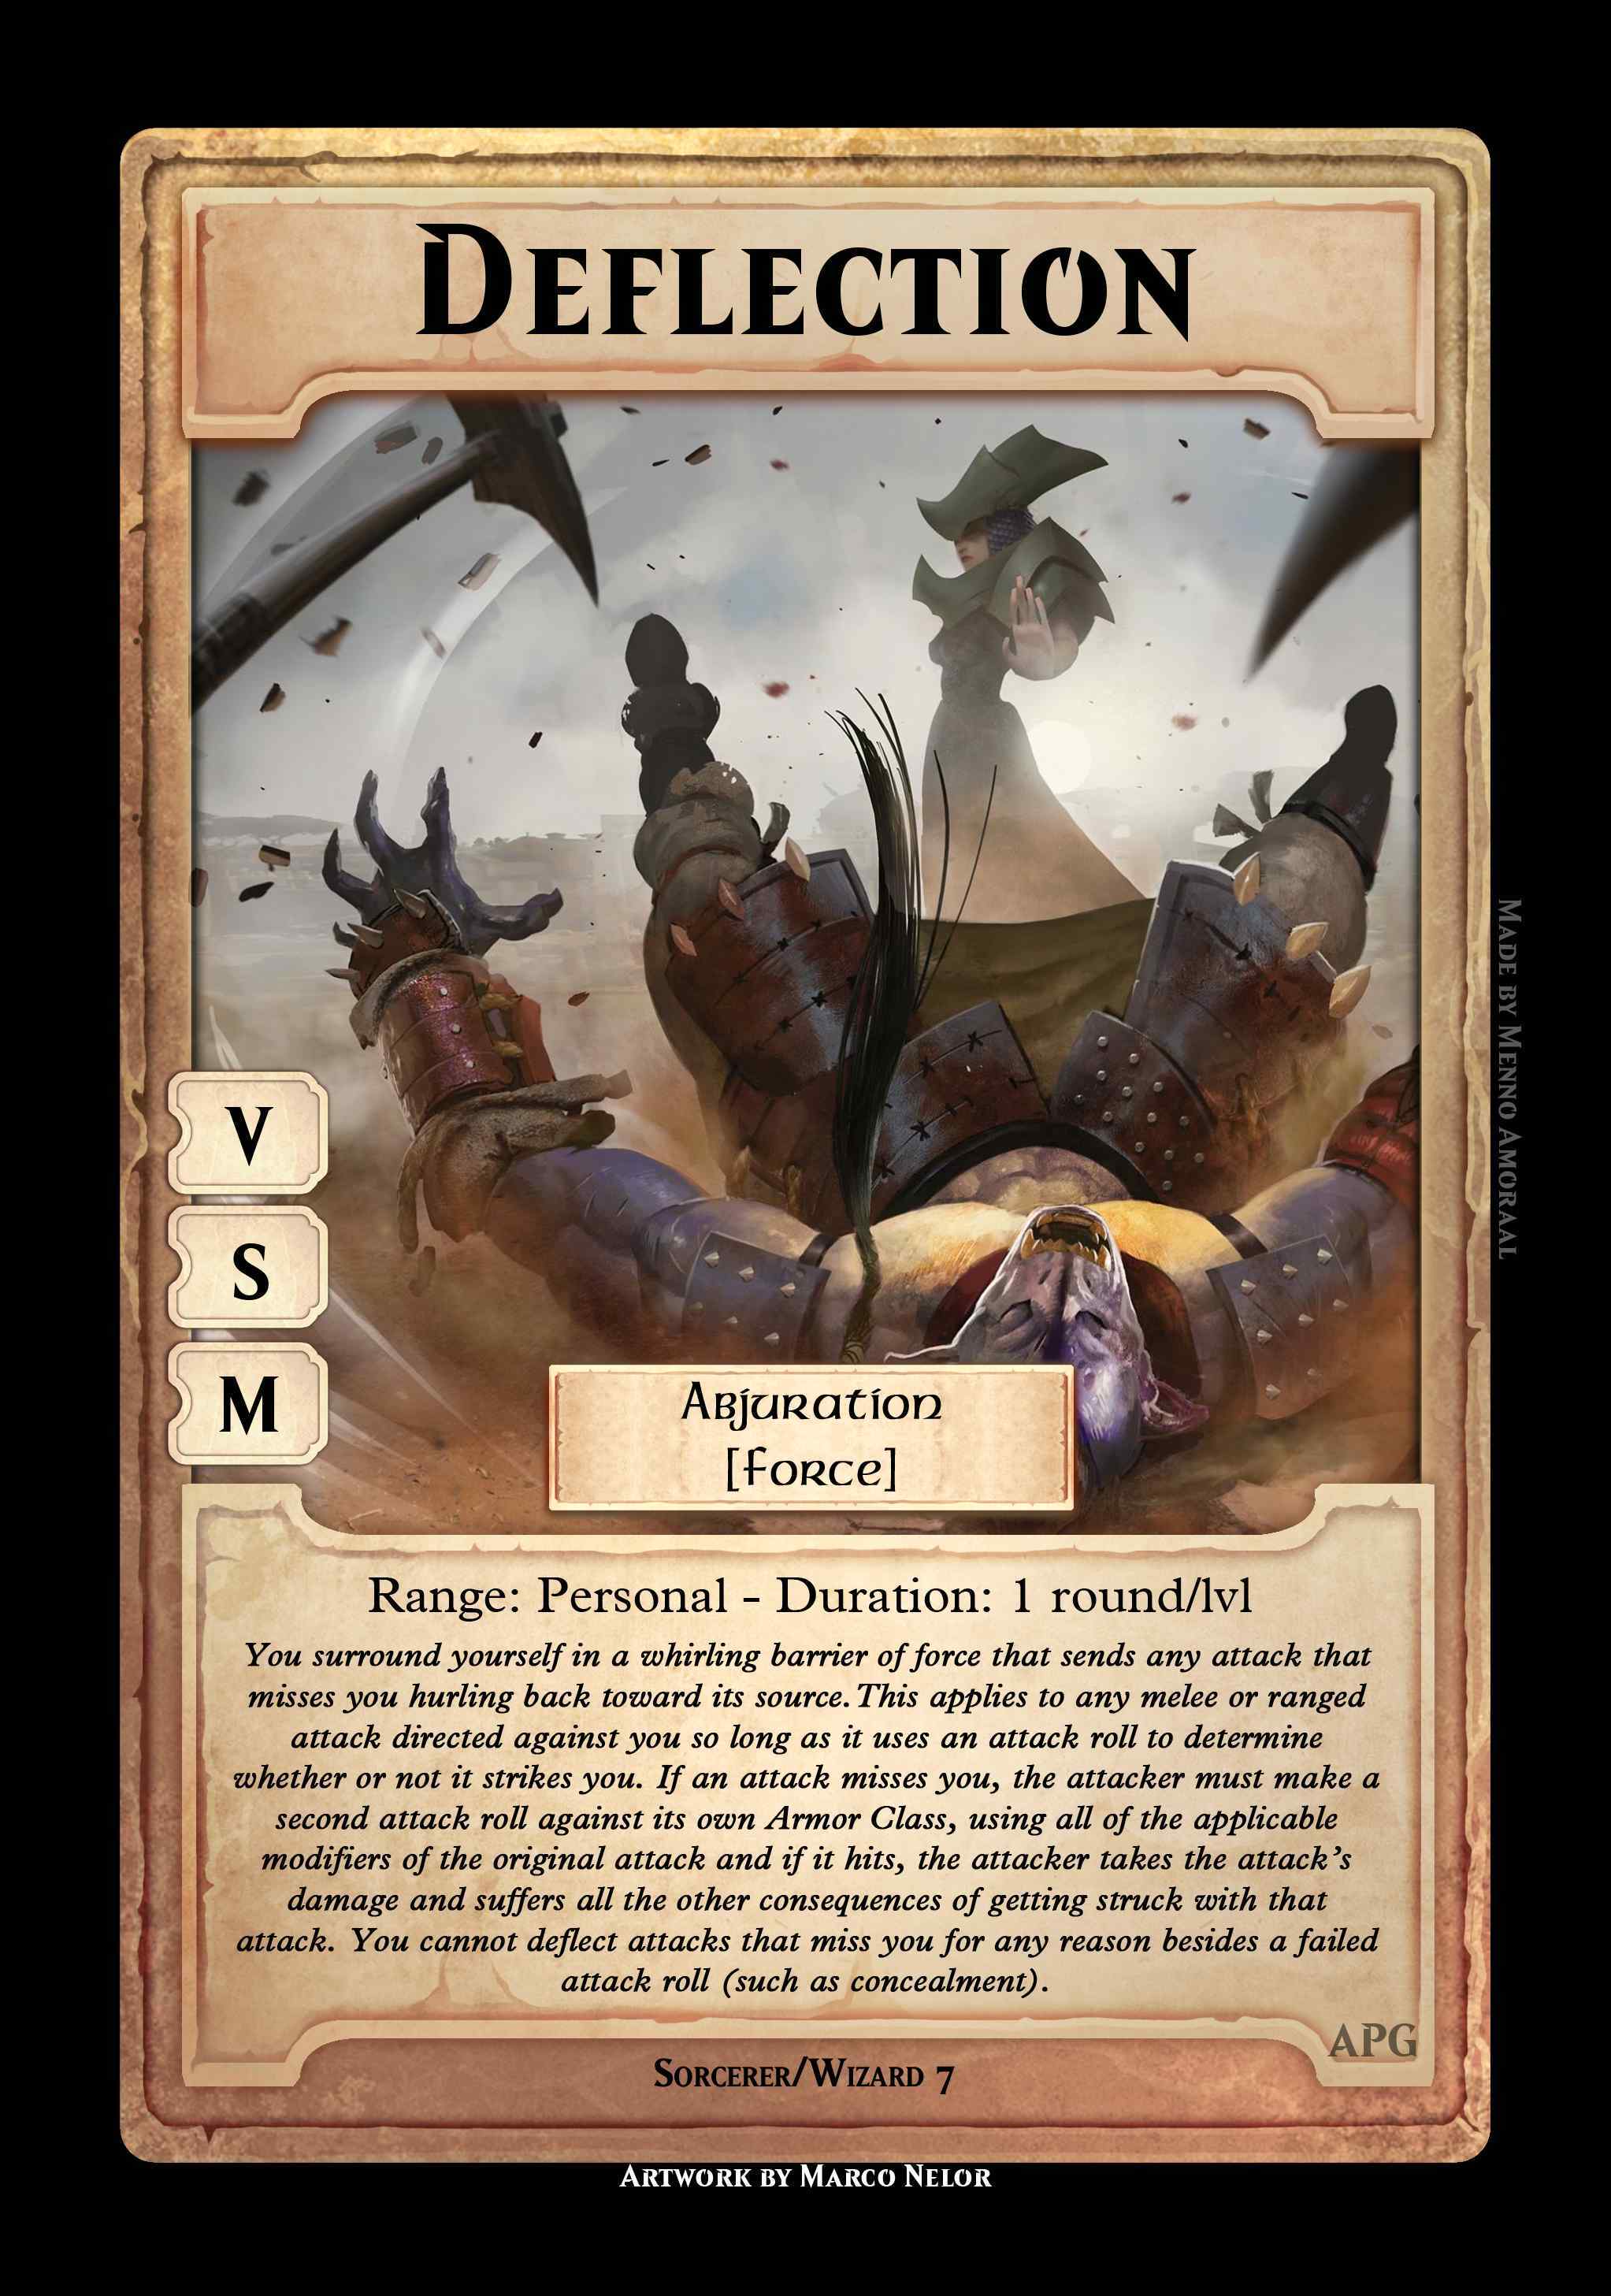 Deflection
V
S
M
Abjuration
[Force]
Range: Personal - Duration: 1 round/lvl
You surround yourself in a whirling barrier of force that sends any attack that
misses you hurling back toward its source. This applies to any melee or ranged
attack directed against you so long as it uses an attack roll to determine
whether or not it strikes you. If an attack misses you, the attacker must make a
second attack roll against its own Armor Class, using all of the applicable
modifiers of the original attack and if it hits, the attacker takes the attack's
damage and suffers all the other consequences of getting struck with that
attack. You cannot deflect attacks that miss you for any reason besides a failed
attack roll (such as concealment).
APG
Sorcerer/Wizard 7
Artwork by Marco Nelor
Made by Menno Amoraal